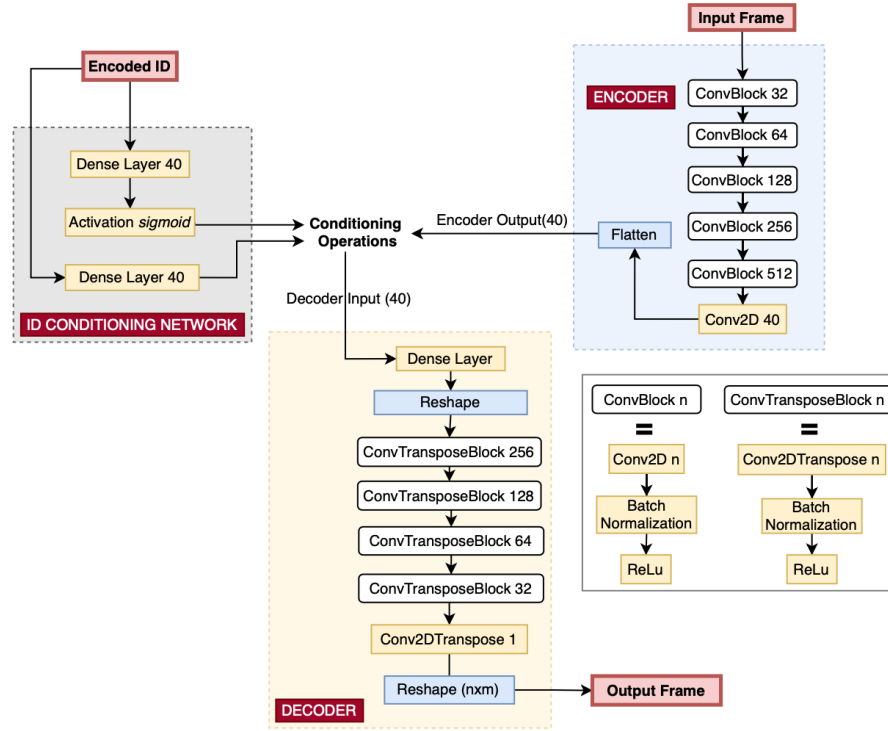 Input Frame
Encoded ID
ENCODER
ConvBlock 32
ConvBlock 64
ConvBlock 128
ConvBlock 256
ConvBlock 512
Conv2D 40
Flatten
Encoder Output(40)
Dense Layer 40
Activation sigmoid
Dense Layer 40
ID CONDITIONING NETWORK
Conditioning
Operations
Decoder Input (40)
Dense Layer
Reshape
ConvTransposeBlock 256
ConvTransposeBlock 128
ConvTransposeBlock 64
ConvTransposeBlock 32
Conv2DTranspose 1
Reshape (nxm)
DECODER
Output Frame
ConvBlock n
=
Conv2D n
Batch
Normalization
ReLu
ConvTransposeBlock n
=
Conv2DTranspose n
Batch
Normalization
ReLu